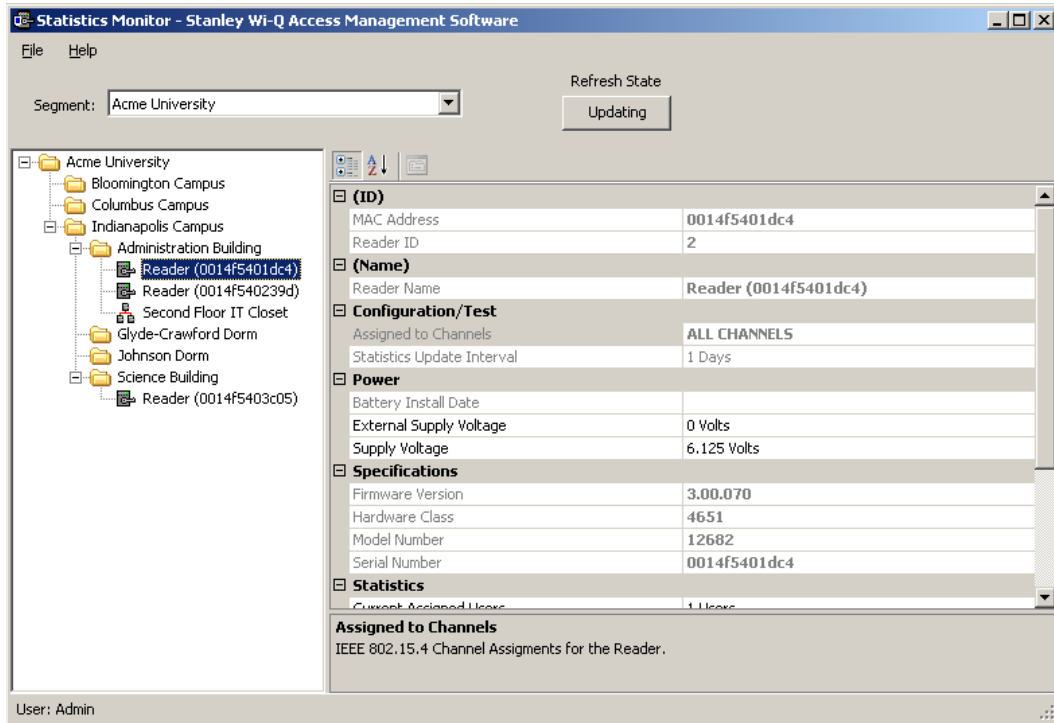 Statistics Monitor - Stanley Wi-Q Access Management Software
File Help
Refresh State
Segment: Acme University Updating
Acme University
Bloomington Campus
Columbus Campus
Indianapolis Campus
Administration Building
Reader (0014f5401dc4)
Reader (0014f540239d)
Second Floor IT Closet
Glyde-Crawford Dorm
Johnson Dorm
Science Building
Reader (0014f5403c05)
(ID)
MAC Address 0014f5401dc4
Reader ID 2
(Name)
Reader Name Reader (0014f5401dc4)
Configuration/Test
Assigned to Channels ALL CHANNELS
Statistics Update Interval 1 Days
Power
Battery Install Date
External Supply Voltage 0 Volts
Supply Voltage 6.125 Volts
Specifications
Firmware Version 3.00.070
Hardware Class 4651
Model Number 12682
Serial Number 0014f5401dc4
Statistics
Current Assigned Users 1 Users
Assigned to Channels
IEEE 802.15.4 Channel Assigments for the Reader.
User: Admin